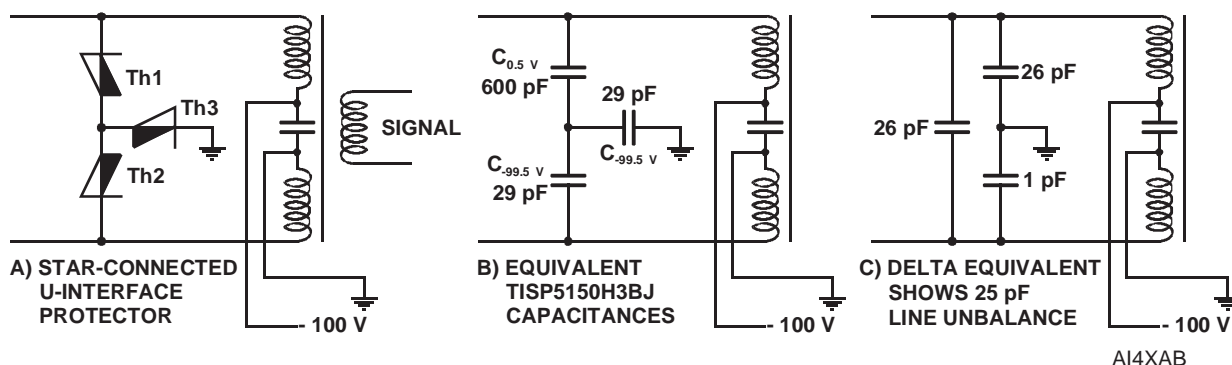 Th1
Th3
Th2
SIGNAL
A) STAR-CONNECTED
U-INTERFACE
PROTECTOR
- 100 V
C0.5 V
600 pF
29 pF
C-99.5 V
C-99.5 V
29 pF
B) EQUIVALENT
TISP5150H3BJ
CAPACITANCES
- 100 V
26 pF
26 pF
1 pF
C) DELTA EQUIVALENT
SHOWS 25 pF
LINE UNBALANCE
- 100 V
AI4XAB